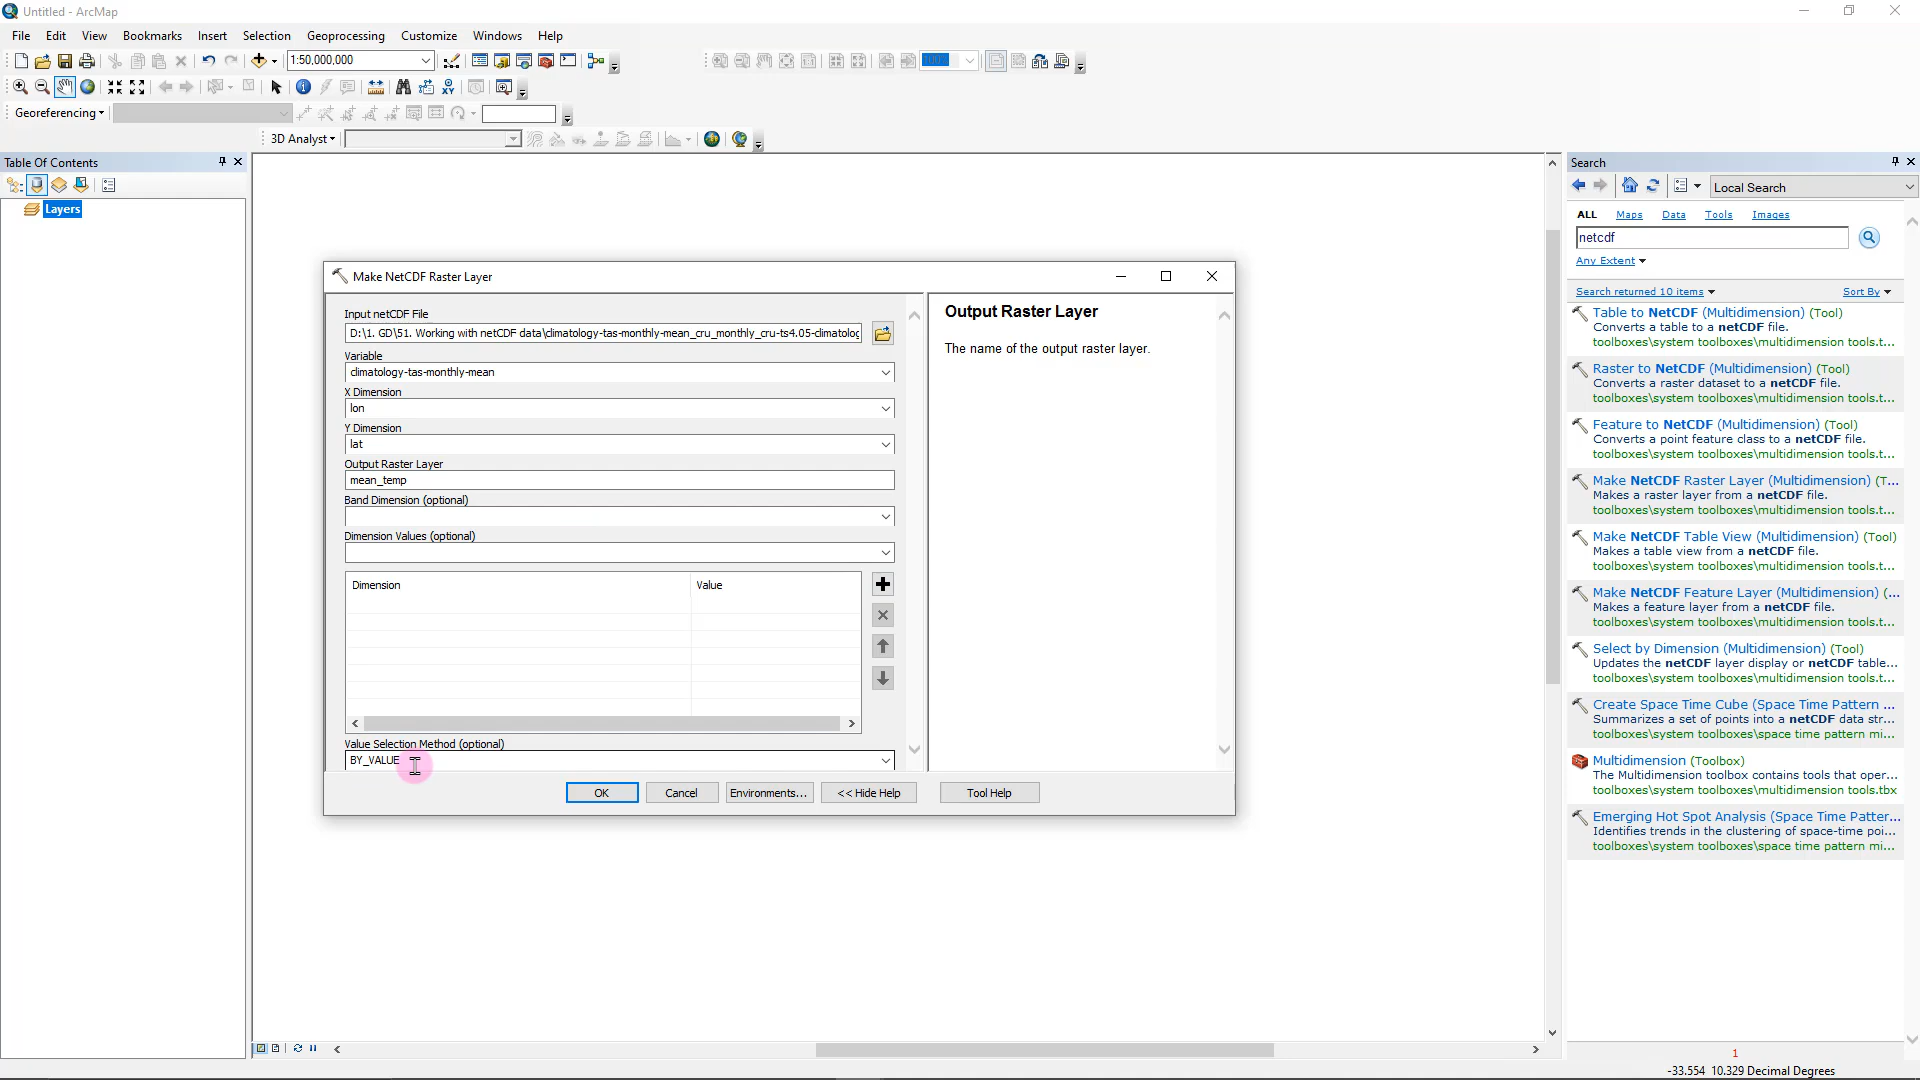 Untitled - ArcMap
File Edit View Bookmarks Insert Selection Geoprocessing Customize Windows Help
1:50,000,000
100%
Georeferencing
3D Analyst
Table Of Contents
Layers
Make NetCDF Raster Layer
Input netCDF File
D:\1. GD\51. Working with netCDF data\climatology-tas-monthly-mean_cru_monthly_cru-ts4.05-climatolog
Variable
climatology-tas-monthly-mean
X Dimension
lon
Y Dimension
lat
Output Raster Layer
mean_temp
Band Dimension (optional)
Dimension Values (optional)
Dimension Value
Value Selection Method (optional)
BY_VALUE
OK Cancel Environments... << Hide Help Tool Help
Output Raster Layer
The name of the output raster layer.
Search
Local Search
ALL Maps Data Tools Images
netcdf
Any Extent
Search returned 10 items Sort By
Table to NetCDF (Multidimension) (Tool)
Converts a table to a netCDF file.
toolboxes\system toolboxes\multidimension tools.t...
Raster to NetCDF (Multidimension) (Tool)
Converts a raster dataset to a netCDF file.
toolboxes\system toolboxes\multidimension tools.t...
Feature to NetCDF (Multidimension) (Tool)
Converts a point feature class to a netCDF file.
toolboxes\system toolboxes\multidimension tools.t...
Make NetCDF Raster Layer (Multidimension) (T...
Makes a raster layer from a netCDF file.
toolboxes\system toolboxes\multidimension tools.t...
Make NetCDF Table View (Multidimension) (Tool)
Makes a table view from a netCDF file.
toolboxes\system toolboxes\multidimension tools.t...
Make NetCDF Feature Layer (Multidimension) (...
Makes a feature layer from a netCDF file.
toolboxes\system toolboxes\multidimension tools.t...
Select by Dimension (Multidimension) (Tool)
Updates the netCDF layer display or netCDF table...
toolboxes\system toolboxes\multidimension tools.t...
Create Space Time Cube (Space Time Pattern ...
Summarizes a set of points into a netCDF data str...
toolboxes\system toolboxes\space time pattern mi...
Multidimension (Toolbox)
The Multidimension toolbox contains tools that oper...
toolboxes\system toolboxes\multidimension tools.tbx
Emerging Hot Spot Analysis (Space Time Patter...
Identifies trends in the clustering of space-time poi...
toolboxes\system toolboxes\space time pattern mi...
1
-33.554 10.329 Decimal Degrees